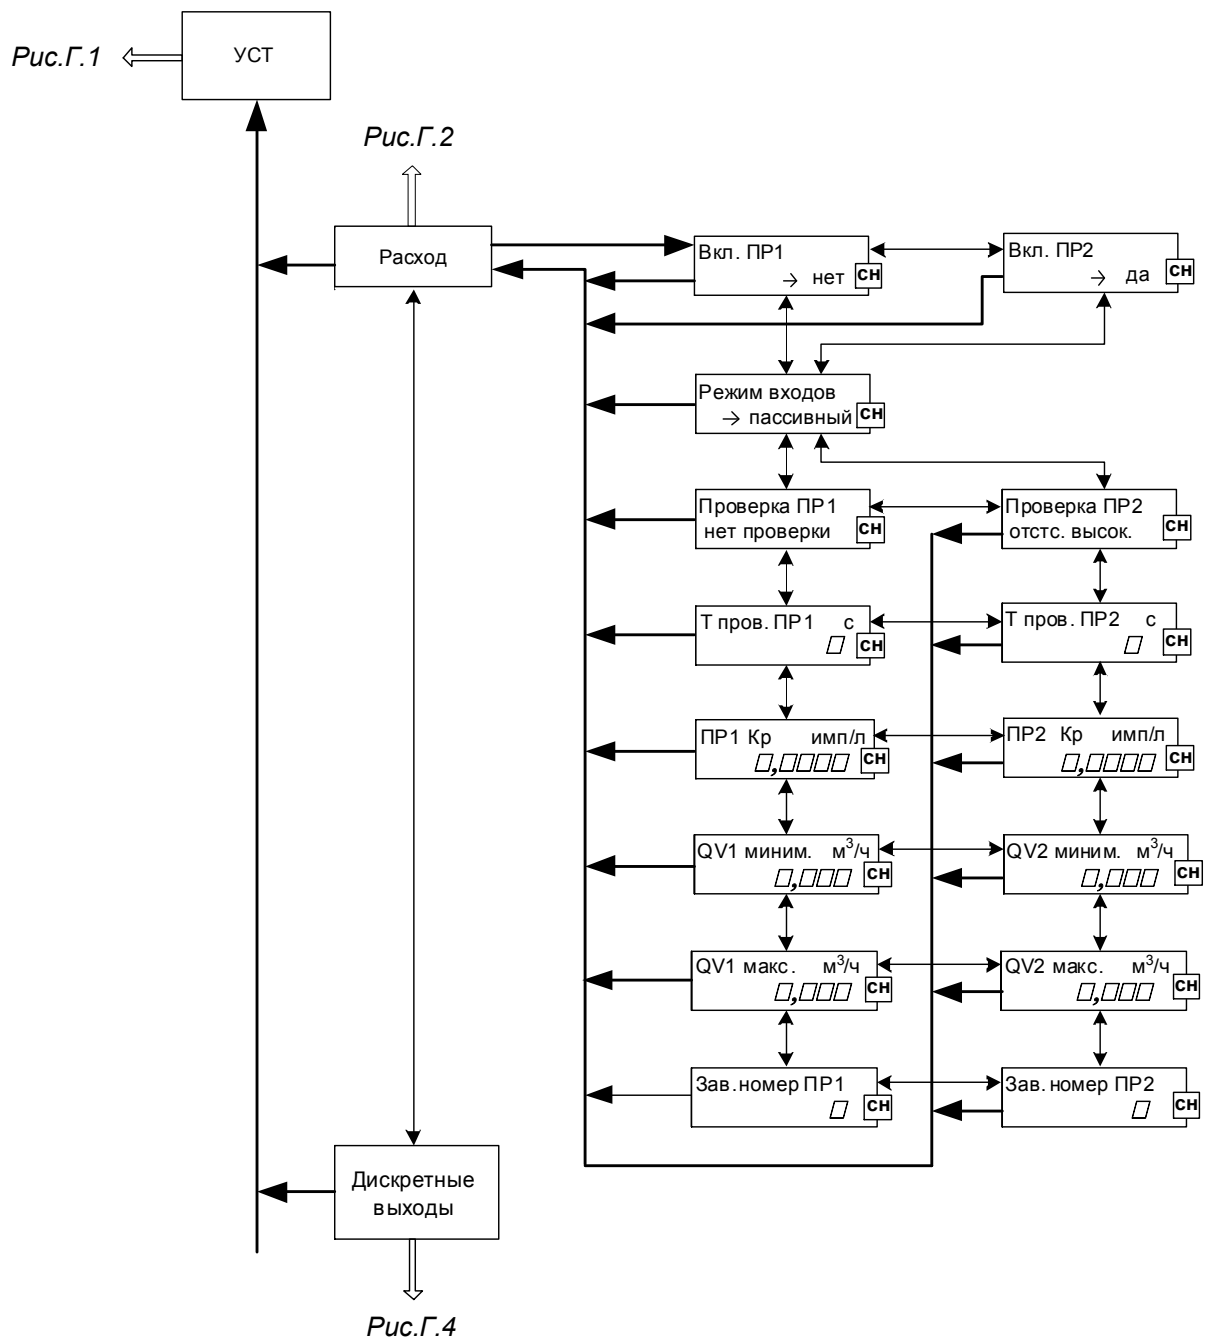 УСТ
Рис.Г.1
Рис.Г.2
Расход
Вкл. ПР1
→ нет
СН
Вкл. ПР2
→ да
СН
Режим входов
→ пассивный
СН
Проверка ПР1
нет проверки
СН
Проверка ПР2
отстс. высок.
СН
Т пров. ПР1 с
СН
Т пров. ПР2 с
СН
ПР1 Кр имп/л
СН
ПР2 Кр имп/л
СН
QV1 миним. м³/ч
СН
QV2 миним. м³/ч
СН
QV1 макс. м³/ч
СН
QV2 макс. м³/ч
СН
Зав.номер ПР1
СН
Зав.номер ПР2
СН
Дискретные
выходы
Рис.Г.4